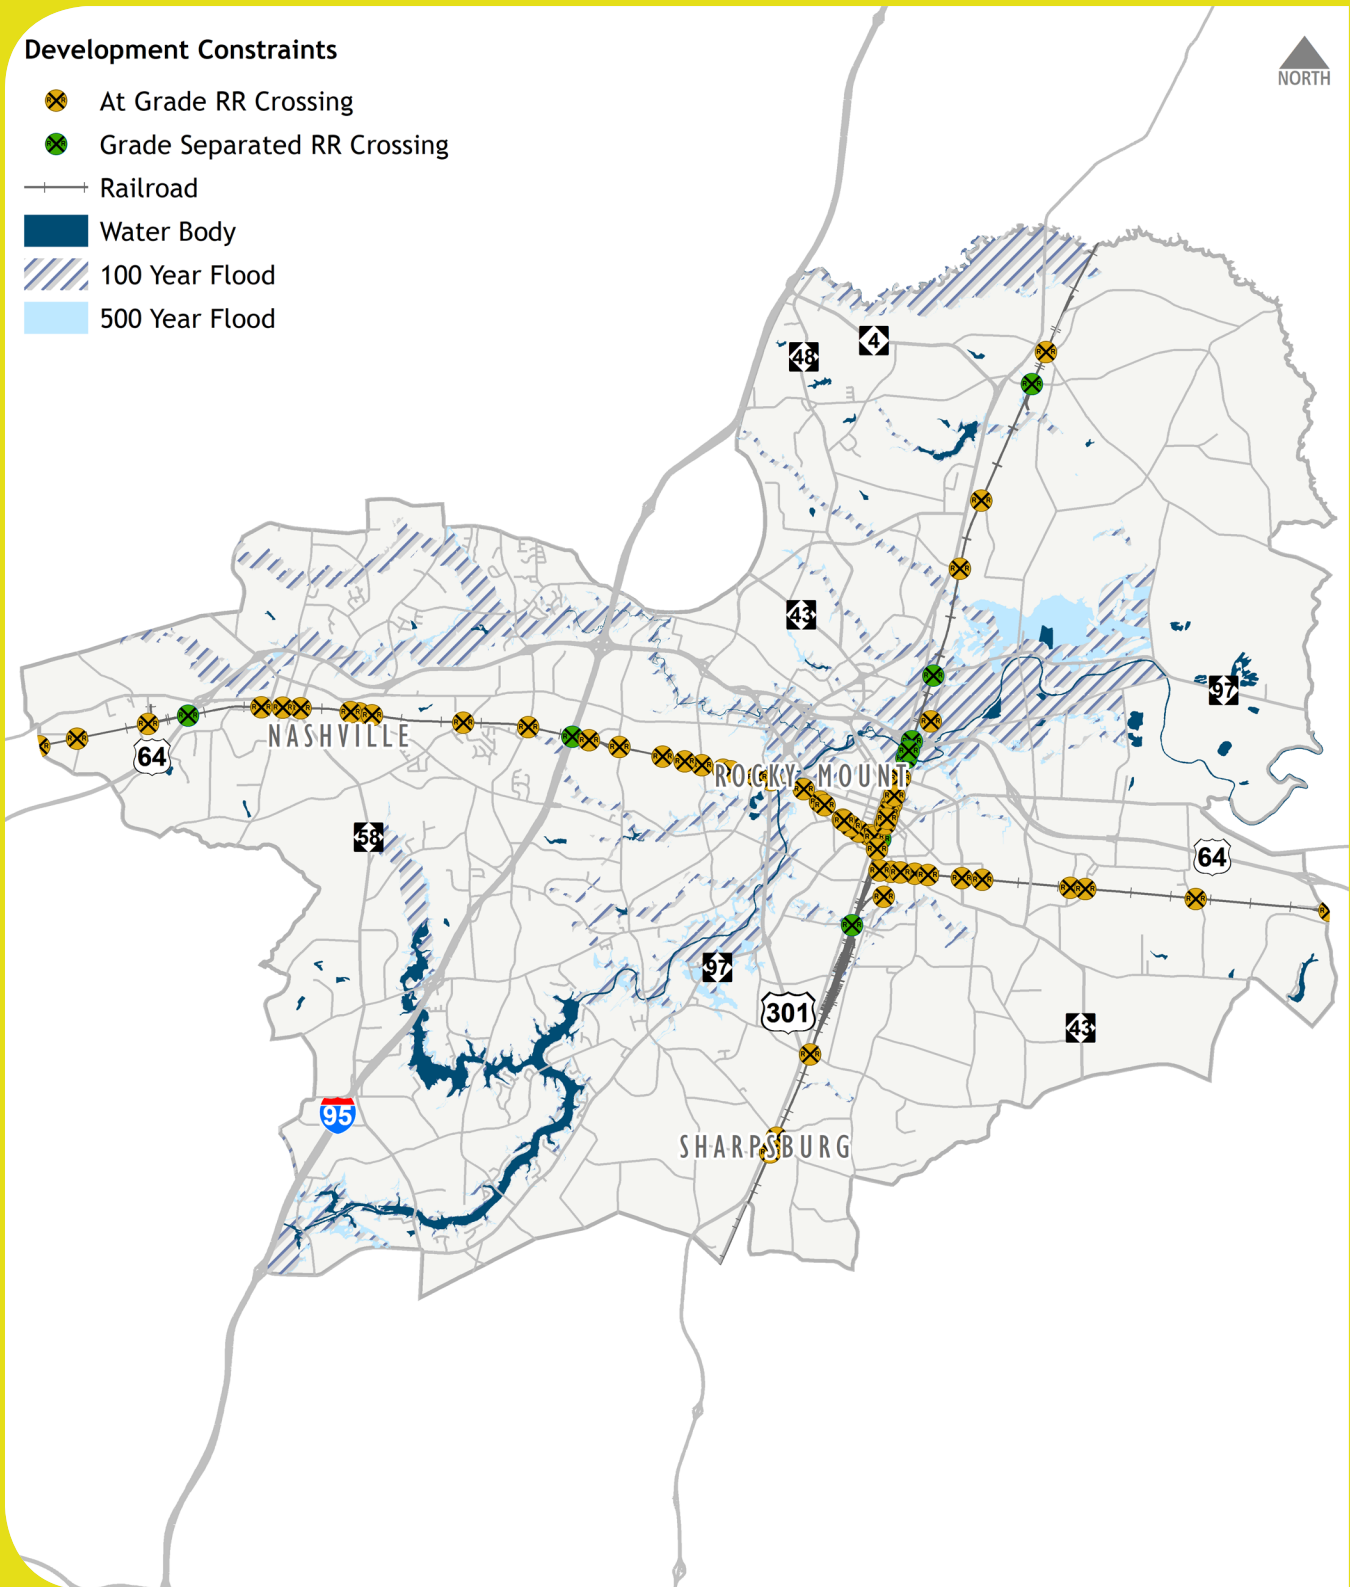 Development Constraints
At Grade RR Crossing
Grade Separated RR Crossing
Railroad
Water Body
100 Year Flood
500 Year Flood
NORTH
4
48
43
97
NASHVILLE
64
ROCKY MOUNT
58
64
97
301
43
95
SHARPSBURG